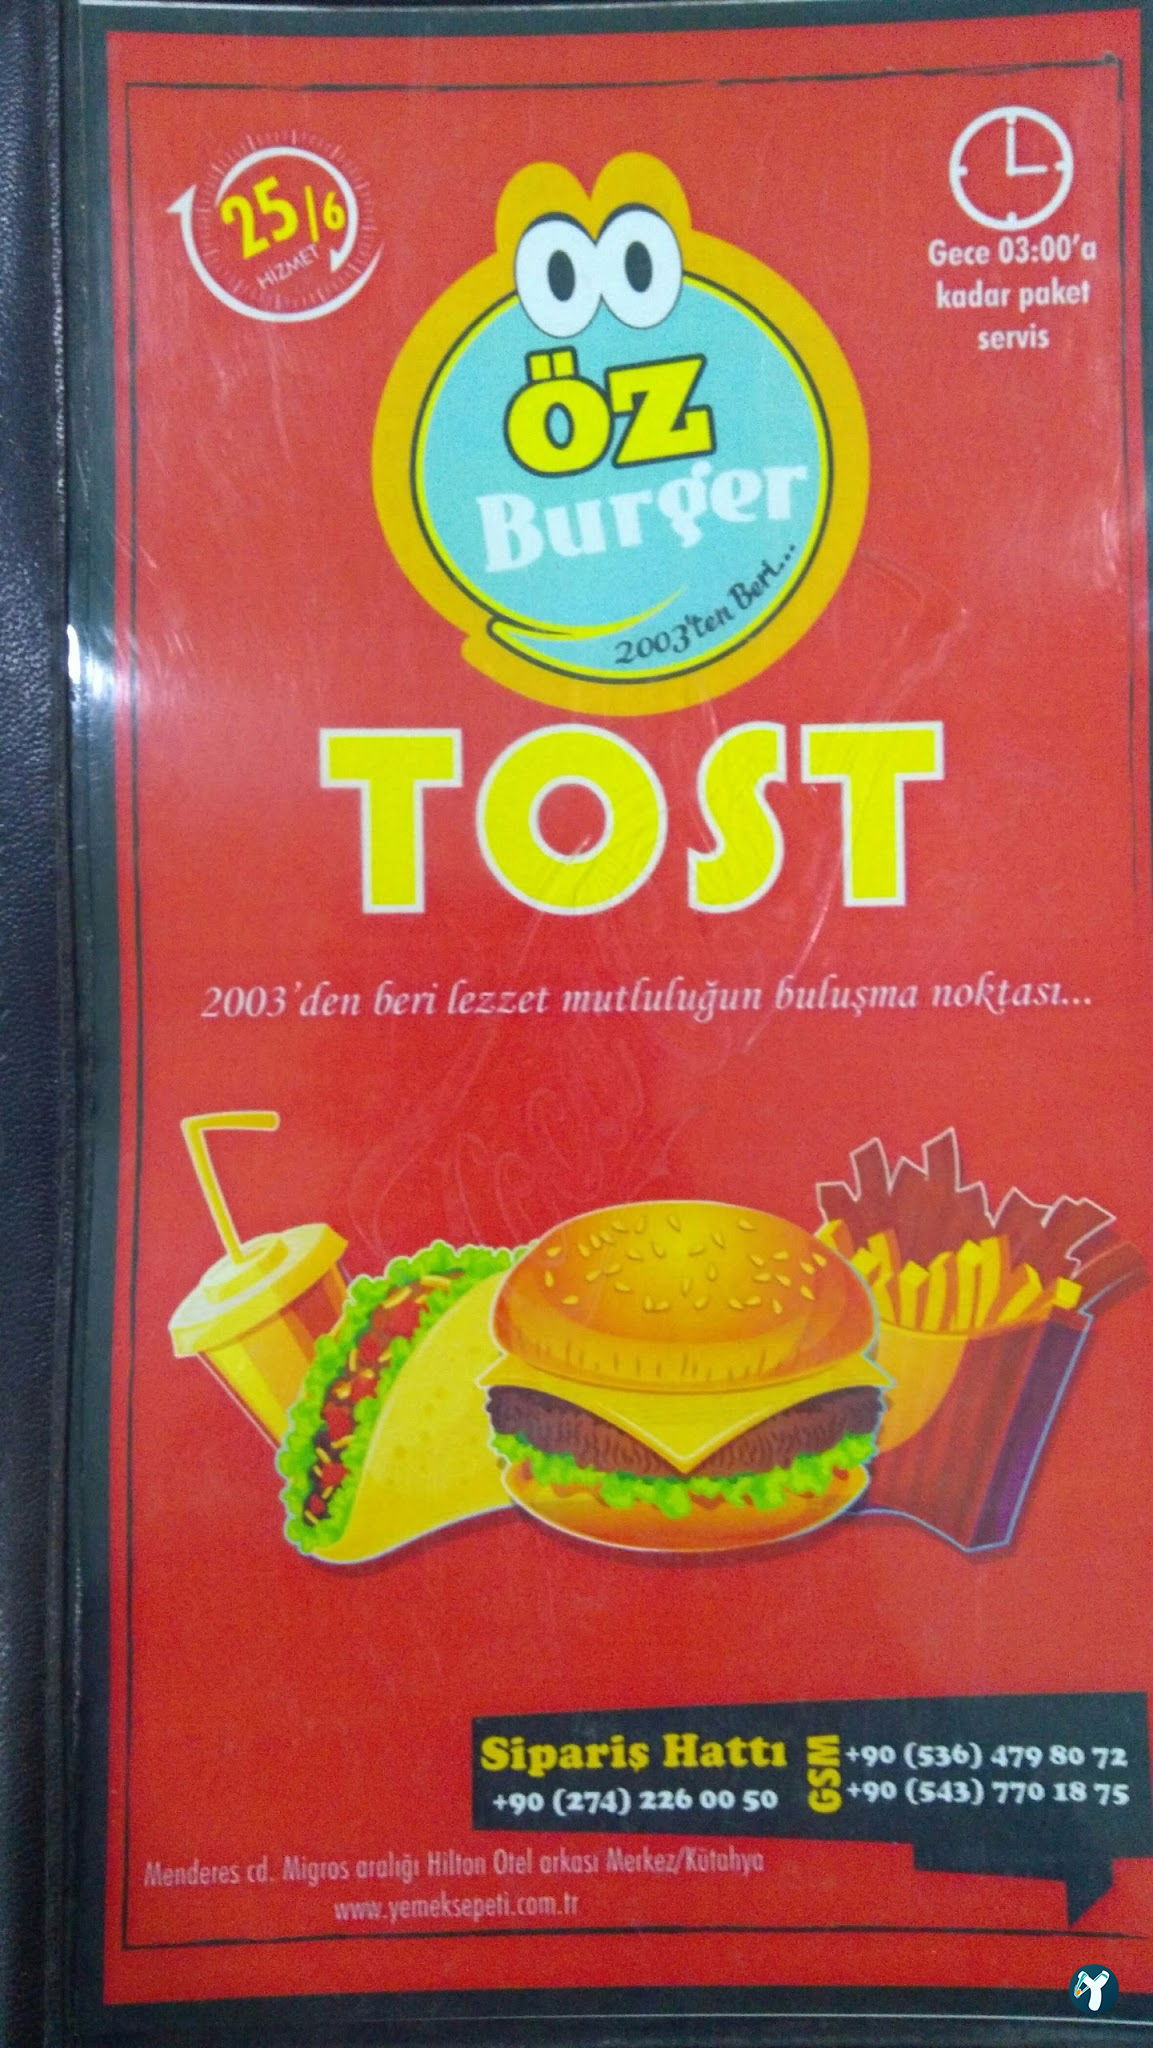 25/6
HİZMET
Gece 03:00'a
kadar paket
servis
ÖZ
Burger
2003'ten Beri...
TOST
2003'den beri lezzet mutluluğun buluşma noktası...
Sipariş Hattı
+90 (274) 226 00 50
GSM
+90 (536) 479 80 72
+90 (543) 770 18 75
Menderes cd. Migros aralığı Hilton Otel arkası Merkez/Kütahya
www.yemeksepeti.com.tr
Y